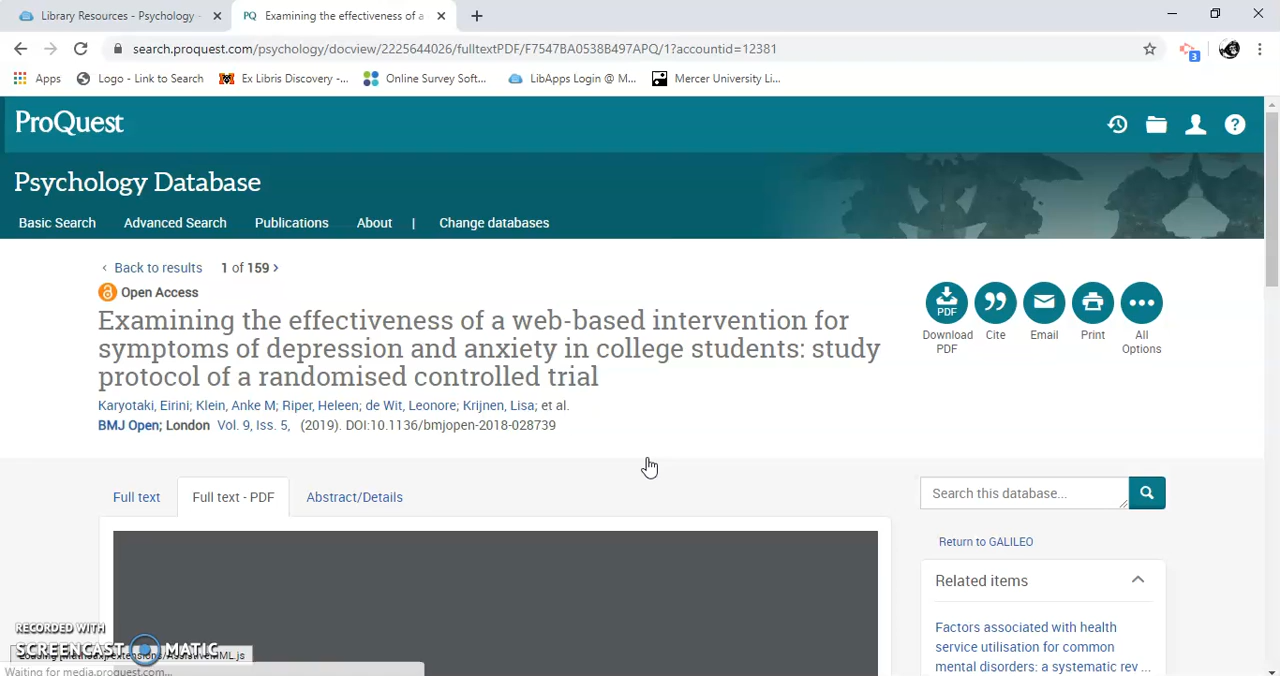 Library Resources - Psychology -
PQ Examining the effectiveness of a
search.proquest.com/psychology/docview/2225644026/fulltextPDF/F7547BA0538B497APQ/1?accountid=12381
3
Apps Logo - Link to Search Ex Libris Discovery -... Online Survey Soft... LibApps Login @ M... Mercer University Li...
ProQuest
Psychology Database
Basic Search Advanced Search Publications About | Change databases
‹ Back to results 1 of 159 ›
Open Access
Examining the effectiveness of a web-based intervention for
symptoms of depression and anxiety in college students: study
protocol of a randomised controlled trial
Karyotaki, Eirini; Klein, Anke M; Riper, Heleen; de Wit, Leonore; Krijnen, Lisa; et al.
BMJ Open; London Vol. 9, Iss. 5, (2019). DOI:10.1136/bmjopen-2018-028739
PDF
Download PDF
Cite
Email
Print
All Options
Full text Full text - PDF Abstract/Details
Search this database...
Return to GALILEO
Related items
Factors associated with health
service utilisation for common
mental disorders: a systematic rev ...
RECORDED WITH
SCREENCAST MATIC
Waiting for media.proquest.com...